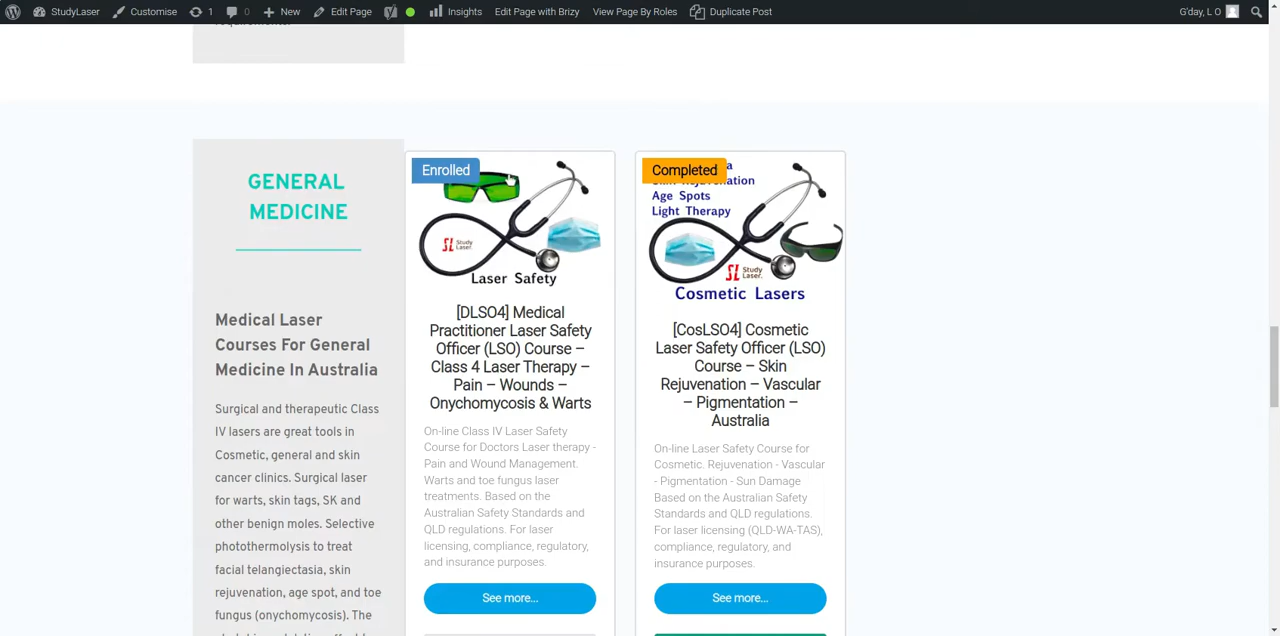 StudyLaser
Customise
1
0
New
Edit Page
Insights
Edit Page with Brizy
View Page By Roles
Duplicate Post
G'day, L O
GENERAL
MEDICINE
Medical Laser
Courses For General
Medicine In Australia
Surgical and therapeutic Class
IV lasers are great tools in
Cosmetic, general and skin
cancer clinics. Surgical laser
for warts, skin tags, SK and
other benign moles. Selective
photothermolysis to treat
facial telangiectasia, skin
rejuvenation, age spot, and toe
fungus (onychomycosis). The
Enrolled
SL Study
Laser
Laser Safety
[DLSO4] Medical
Practitioner Laser Safety
Officer (LSO) Course –
Class 4 Laser Therapy –
Pain – Wounds –
Onychomycosis & Warts
On-line Class IV Laser Safety
Course for Doctors Laser therapy -
Pain and Wound Management.
Warts and toe fungus laser
treatments. Based on the
Australian Safety Standards and
QLD regulations. For laser
licensing, compliance, regulatory,
and insurance purposes.
See more...
Completed
Age Spots
Light Therapy
SL Study
Laser
Cosmetic Lasers
[CosLSO4] Cosmetic
Laser Safety Officer (LSO)
Course – Skin
Rejuvenation – Vascular
– Pigmentation –
Australia
On-line Laser Safety Course for
Cosmetic. Rejuvenation - Vascular
- Pigmentation - Sun Damage
Based on the Australian Safety
Standards and QLD regulations.
For laser licensing (QLD-WA-TAS),
compliance, regulatory, and
insurance purposes.
See more...